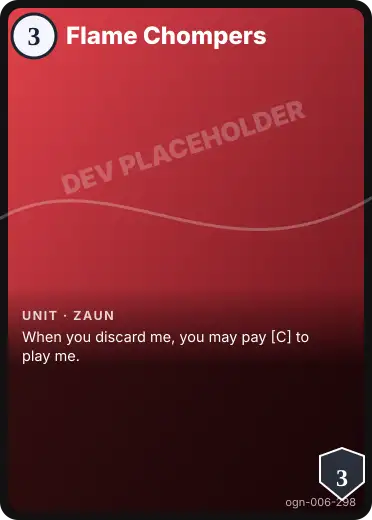 3
Flame Chompers
DEV PLACEHOLDER
UNIT · ZAUN
When you discard me, you may pay [C] to
play me.
3
ogn-006-298